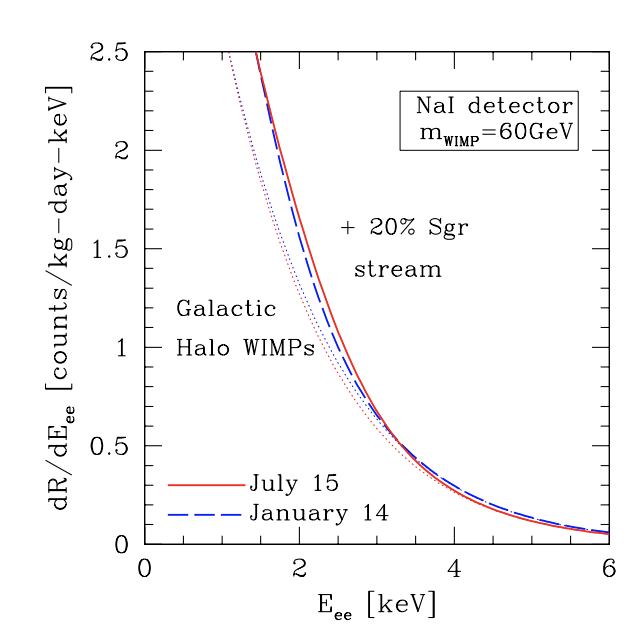 2.5
2
1.5
1
0.5
0
dR/dE_ee [counts/kg-day-keV]
NaI detector
m_WIMP=60GeV
+ 20% Sgr
stream
Galactic
Halo WIMPs
July 15
January 14
0 2 4 6
E_ee [keV]